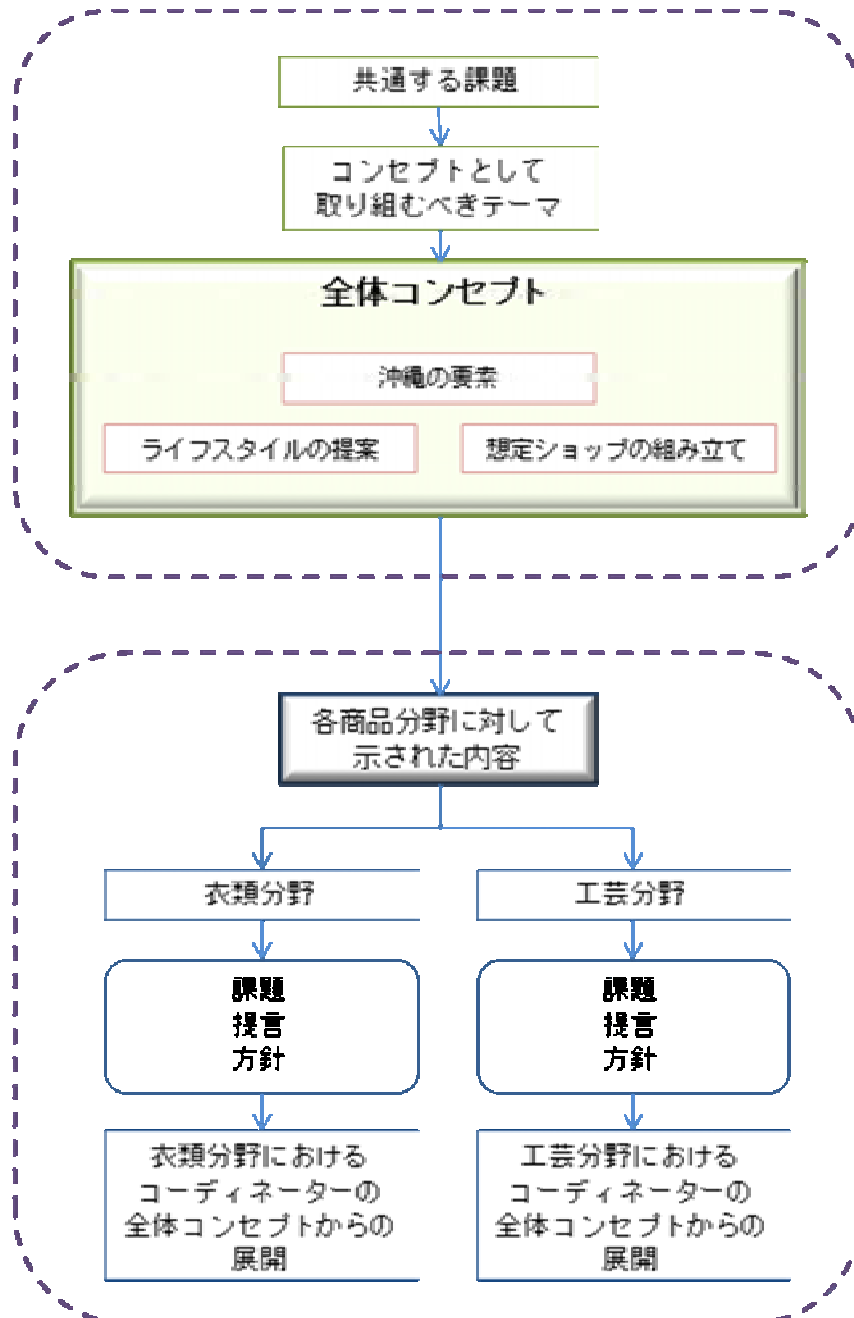 共通する課題
コンセプトとして
取り組むべきテーマ
全体コンセプト
沖縄の要素
ライフスタイルの提案
想定ショップの組み立て
各商品分野に対して
示された内容
衣類分野
工芸分野
課題
提言
方針
課題
提言
方針
衣類分野における
コーディネーターの
全体コンセプトからの
展開
工芸分野における
コーディネーターの
全体コンセプトからの
展開